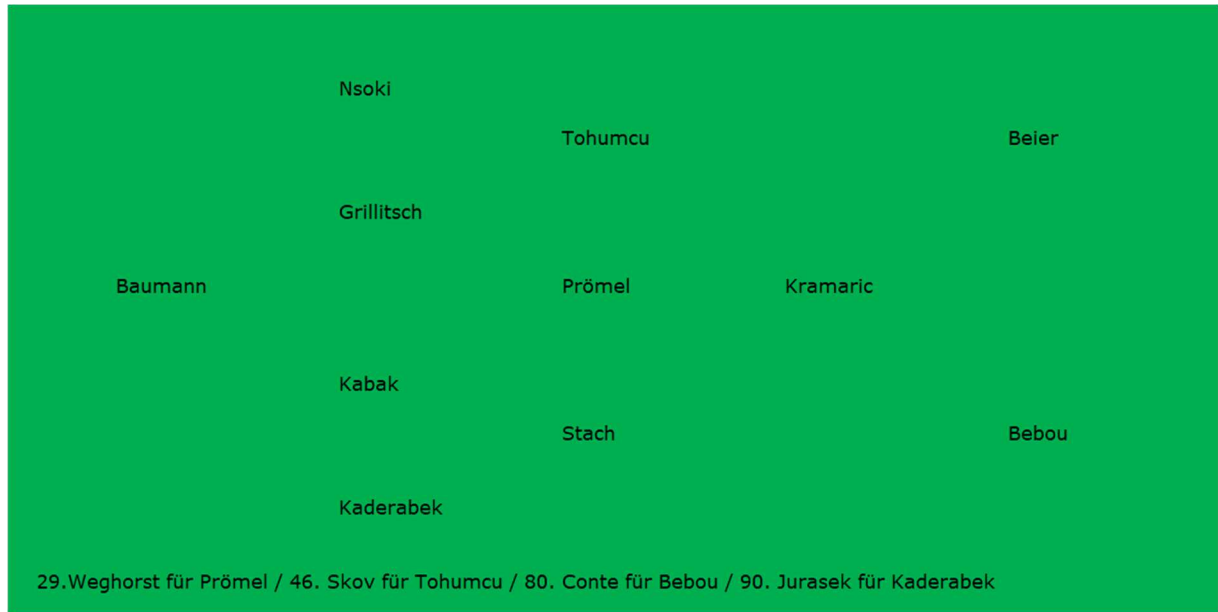 Nsoki
Tohumcu Beier
Grillitsch
Baumann Prömel Kramaric
Kabak
Stach Bebou
Kaderabek
29.Weghorst für Prömel / 46. Skov für Tohumcu / 80. Conte für Bebou / 90. Jurasek für Kaderabek